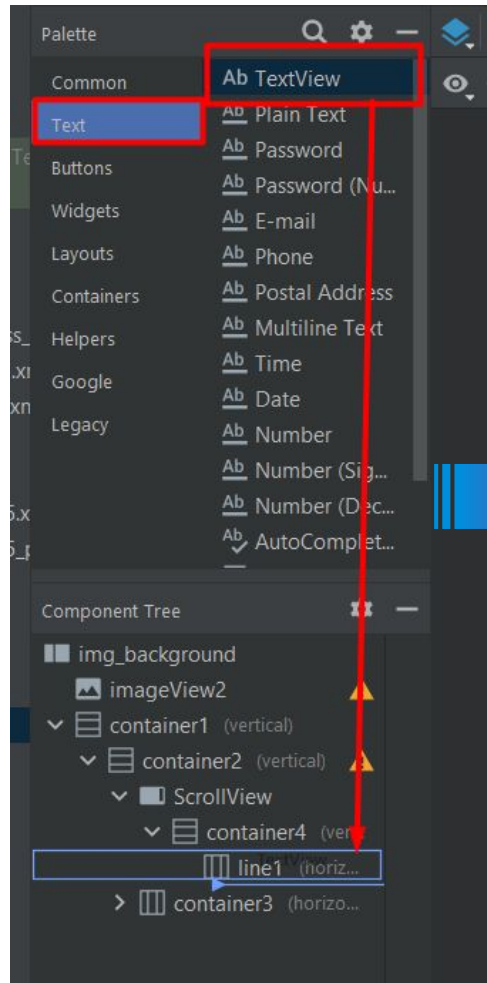 Palette
Common
Text
Buttons
Widgets
Layouts
Containers
Helpers
Google
Legacy
Ab TextView
Ab Plain Text
Ab Password
Ab Password (Nu...
Ab E-mail
Ab Phone
Ab Postal Address
Ab Multiline Text
Ab Time
Ab Date
Ab Number
Ab Number (Sig...
Ab Number (Dec...
Ab AutoComplet...
Component Tree
img_background
imageView2
container1 (vertical)
container2 (vertical)
ScrollView
container4 (vert
line1 (horiz...
container3 (horizo...